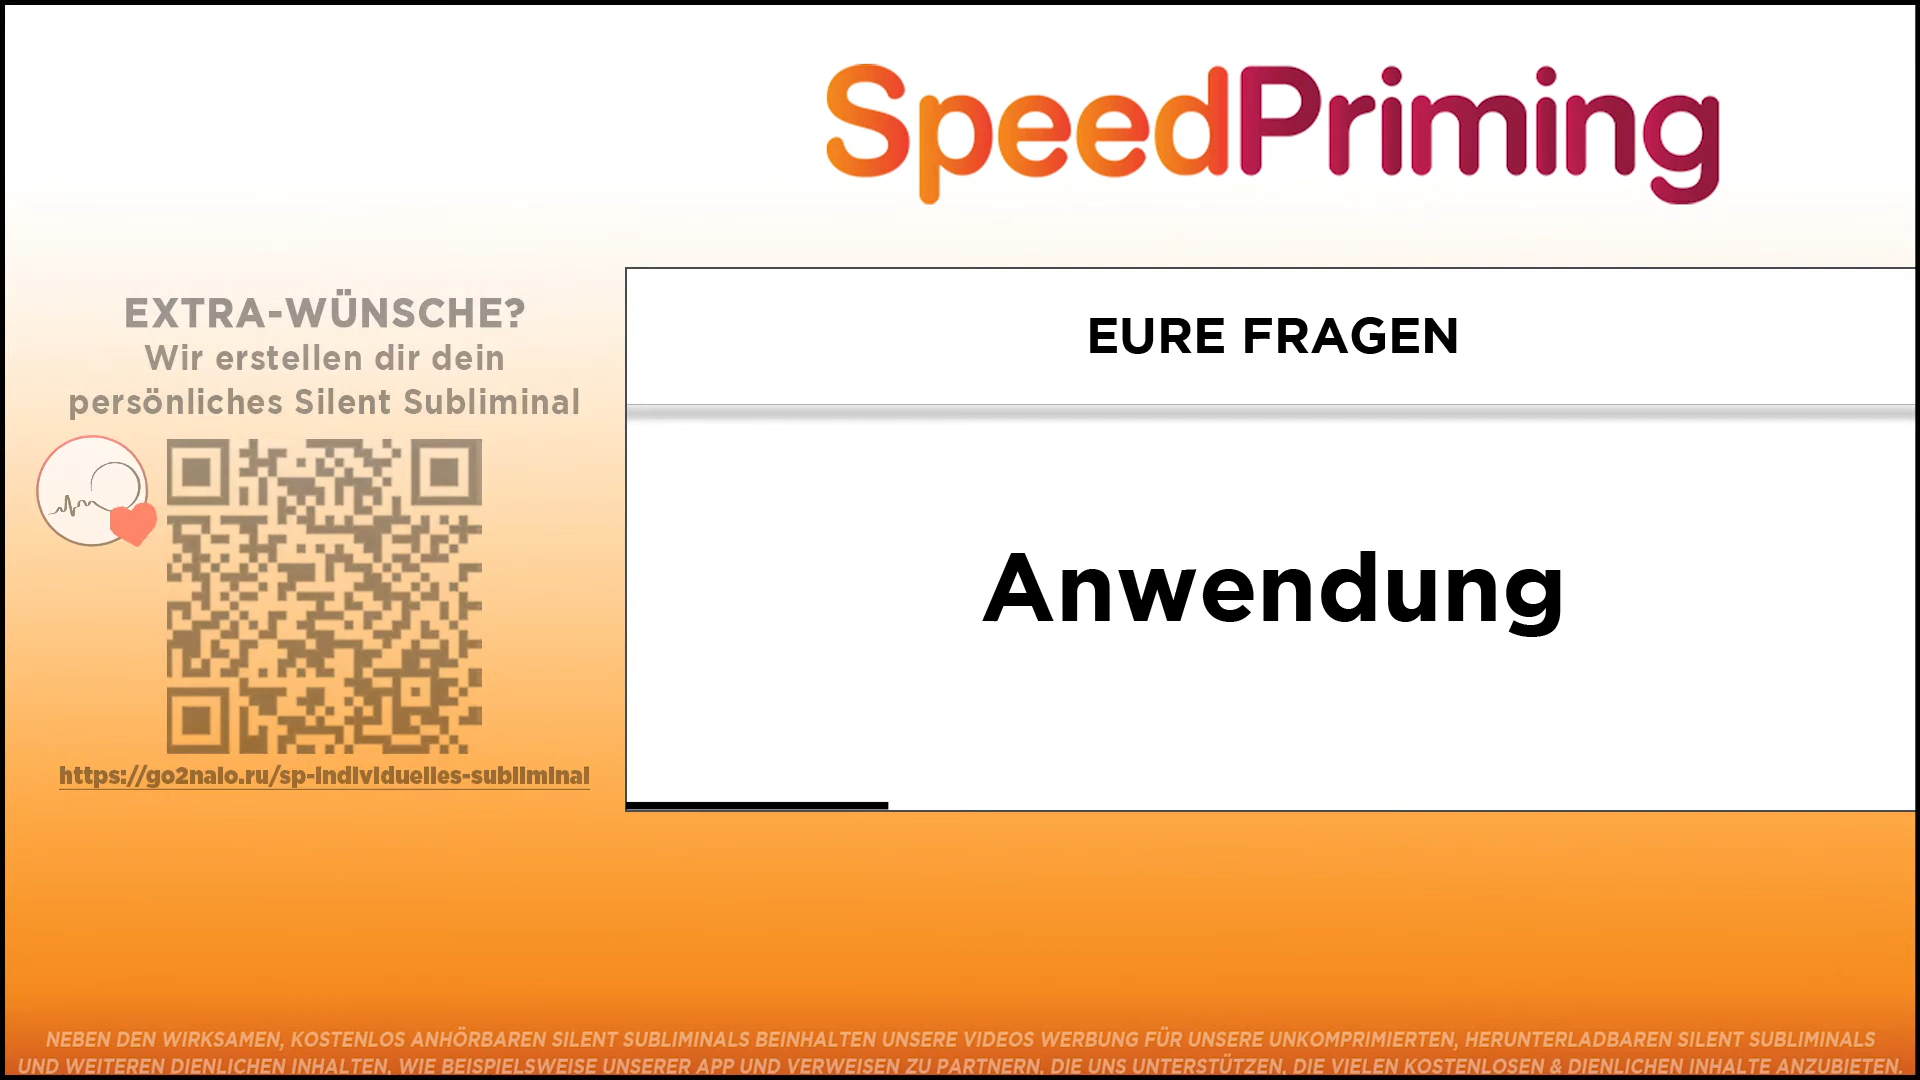 SpeedPriming
EXTRA-WÜNSCHE?
Wir erstellen dir dein
persönliches Silent Subliminal
https://go2nalo.ru/sp-individuelles-subliminal
EURE FRAGEN
Anwendung
NEBEN DEN WIRKSAMEN, KOSTENLOS ANHÖRBAREN SILENT SUBLIMINALS BEINHALTEN UNSERE VIDEOS WERBUNG FÜR UNSERE UNKOMPRIMIERTEN, HERUNTERLADBAREN SILENT SUBLIMINALS
UND WEITEREN DIENLICHEN INHALTEN, WIE BEISPIELSWEISE UNSERER APP UND VERWEISEN ZU PARTNERN, DIE UNS UNTERSTÜTZEN, DIE VIELEN KOSTENLOSEN & DIENLICHEN INHALTE ANZUBIETEN.